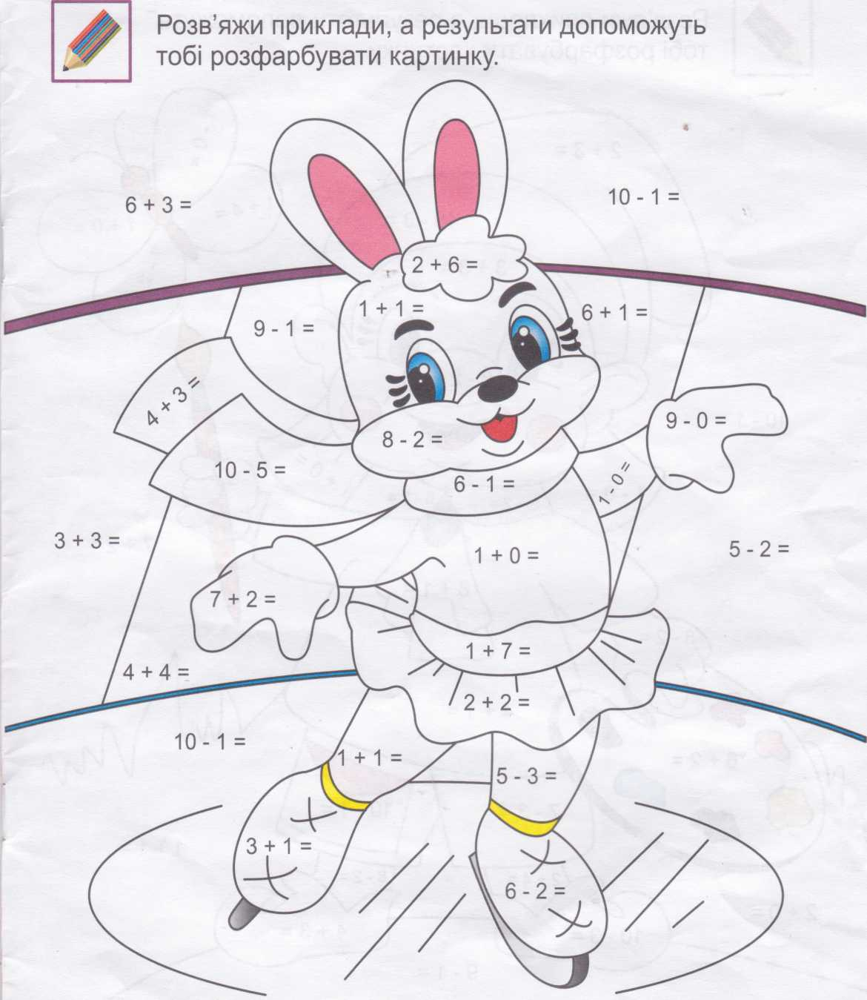 Розв’яжи приклади, а результати допоможуть
тобі розфарбувати картинку.
6 + 3 =
10 - 1 =
2 + 6 =
1 + 1 =
6 + 1 =
9 - 1 =
4 + 3 =
9 - 0 =
8 - 2 =
10 - 5 =
6 - 1 =
1 - 0 =
3 + 3 =
5 - 2 =
1 + 0 =
7 + 2 =
1 + 7 =
4 + 4 =
2 + 2 =
10 - 1 =
1 + 1 =
5 - 3 =
3 + 1 =
6 - 2 =